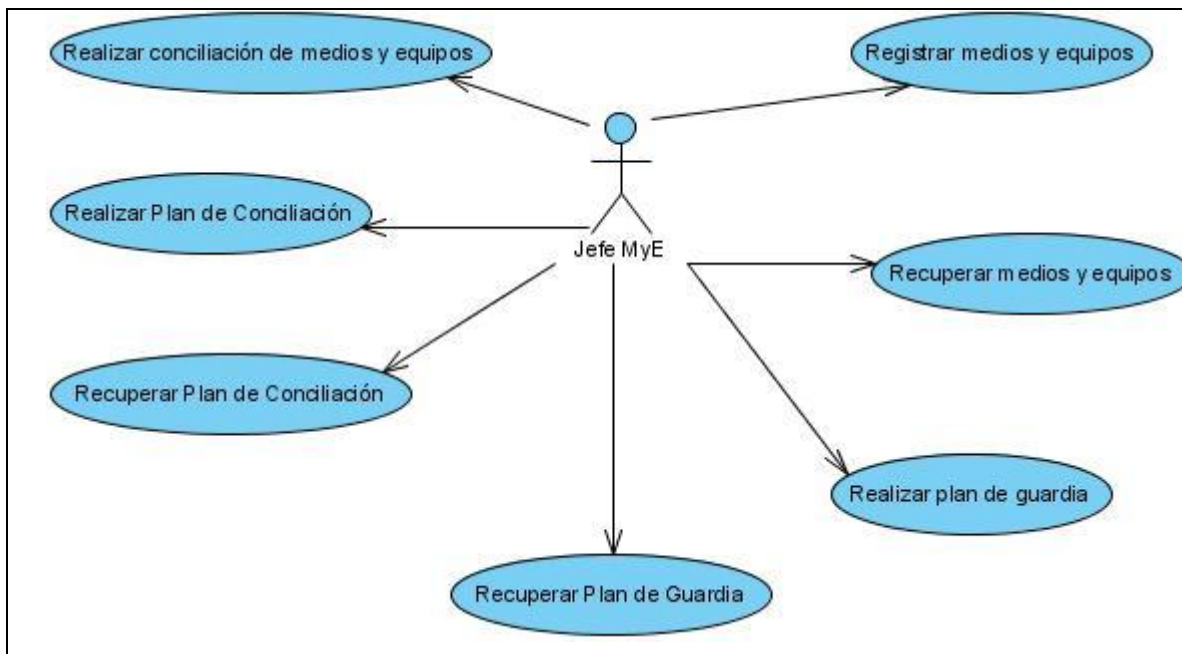 Realizar conciliación de medios y equipos
Registrar medios y equipos
Realizar Plan de Conciliación
Jefe MyE
Recuperar medios y equipos
Recuperar Plan de Conciliación
Realizar plan de guardia
Recuperar Plan de Guardia